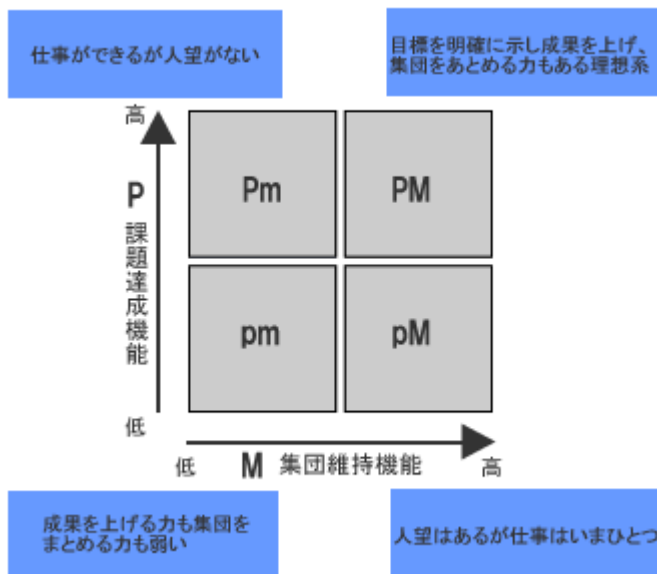 仕事ができるが人望がない
目標を明確に示し成果を上げ、
集団をあとめる力もある理想系
高
P
課題達成機能
低
Pm
PM
pm
pM
低
M
集団維持機能
高
成果を上げる力も集団を
まとめる力も弱い
人望はあるが仕事はいまひとつ